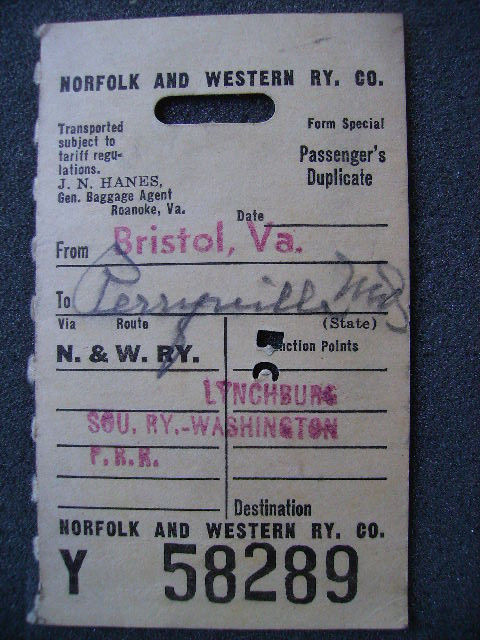 NORFOLK AND WESTERN RY. CO.
Transported
subject to
tariff regu-
lations.
J. N. HANES,
Gen. Baggage Agent
Roanoke, Va.
Form Special
Passenger's
Duplicate
Date
From Bristol, Va.
To Perryville Md
(State)
Via Route
N. & W. RY.
Junction Points
LYNCHBURG
SOU. RY.-WASHINGTON
P.R.R.
Destination
NORFOLK AND WESTERN RY. CO.
Y 58289